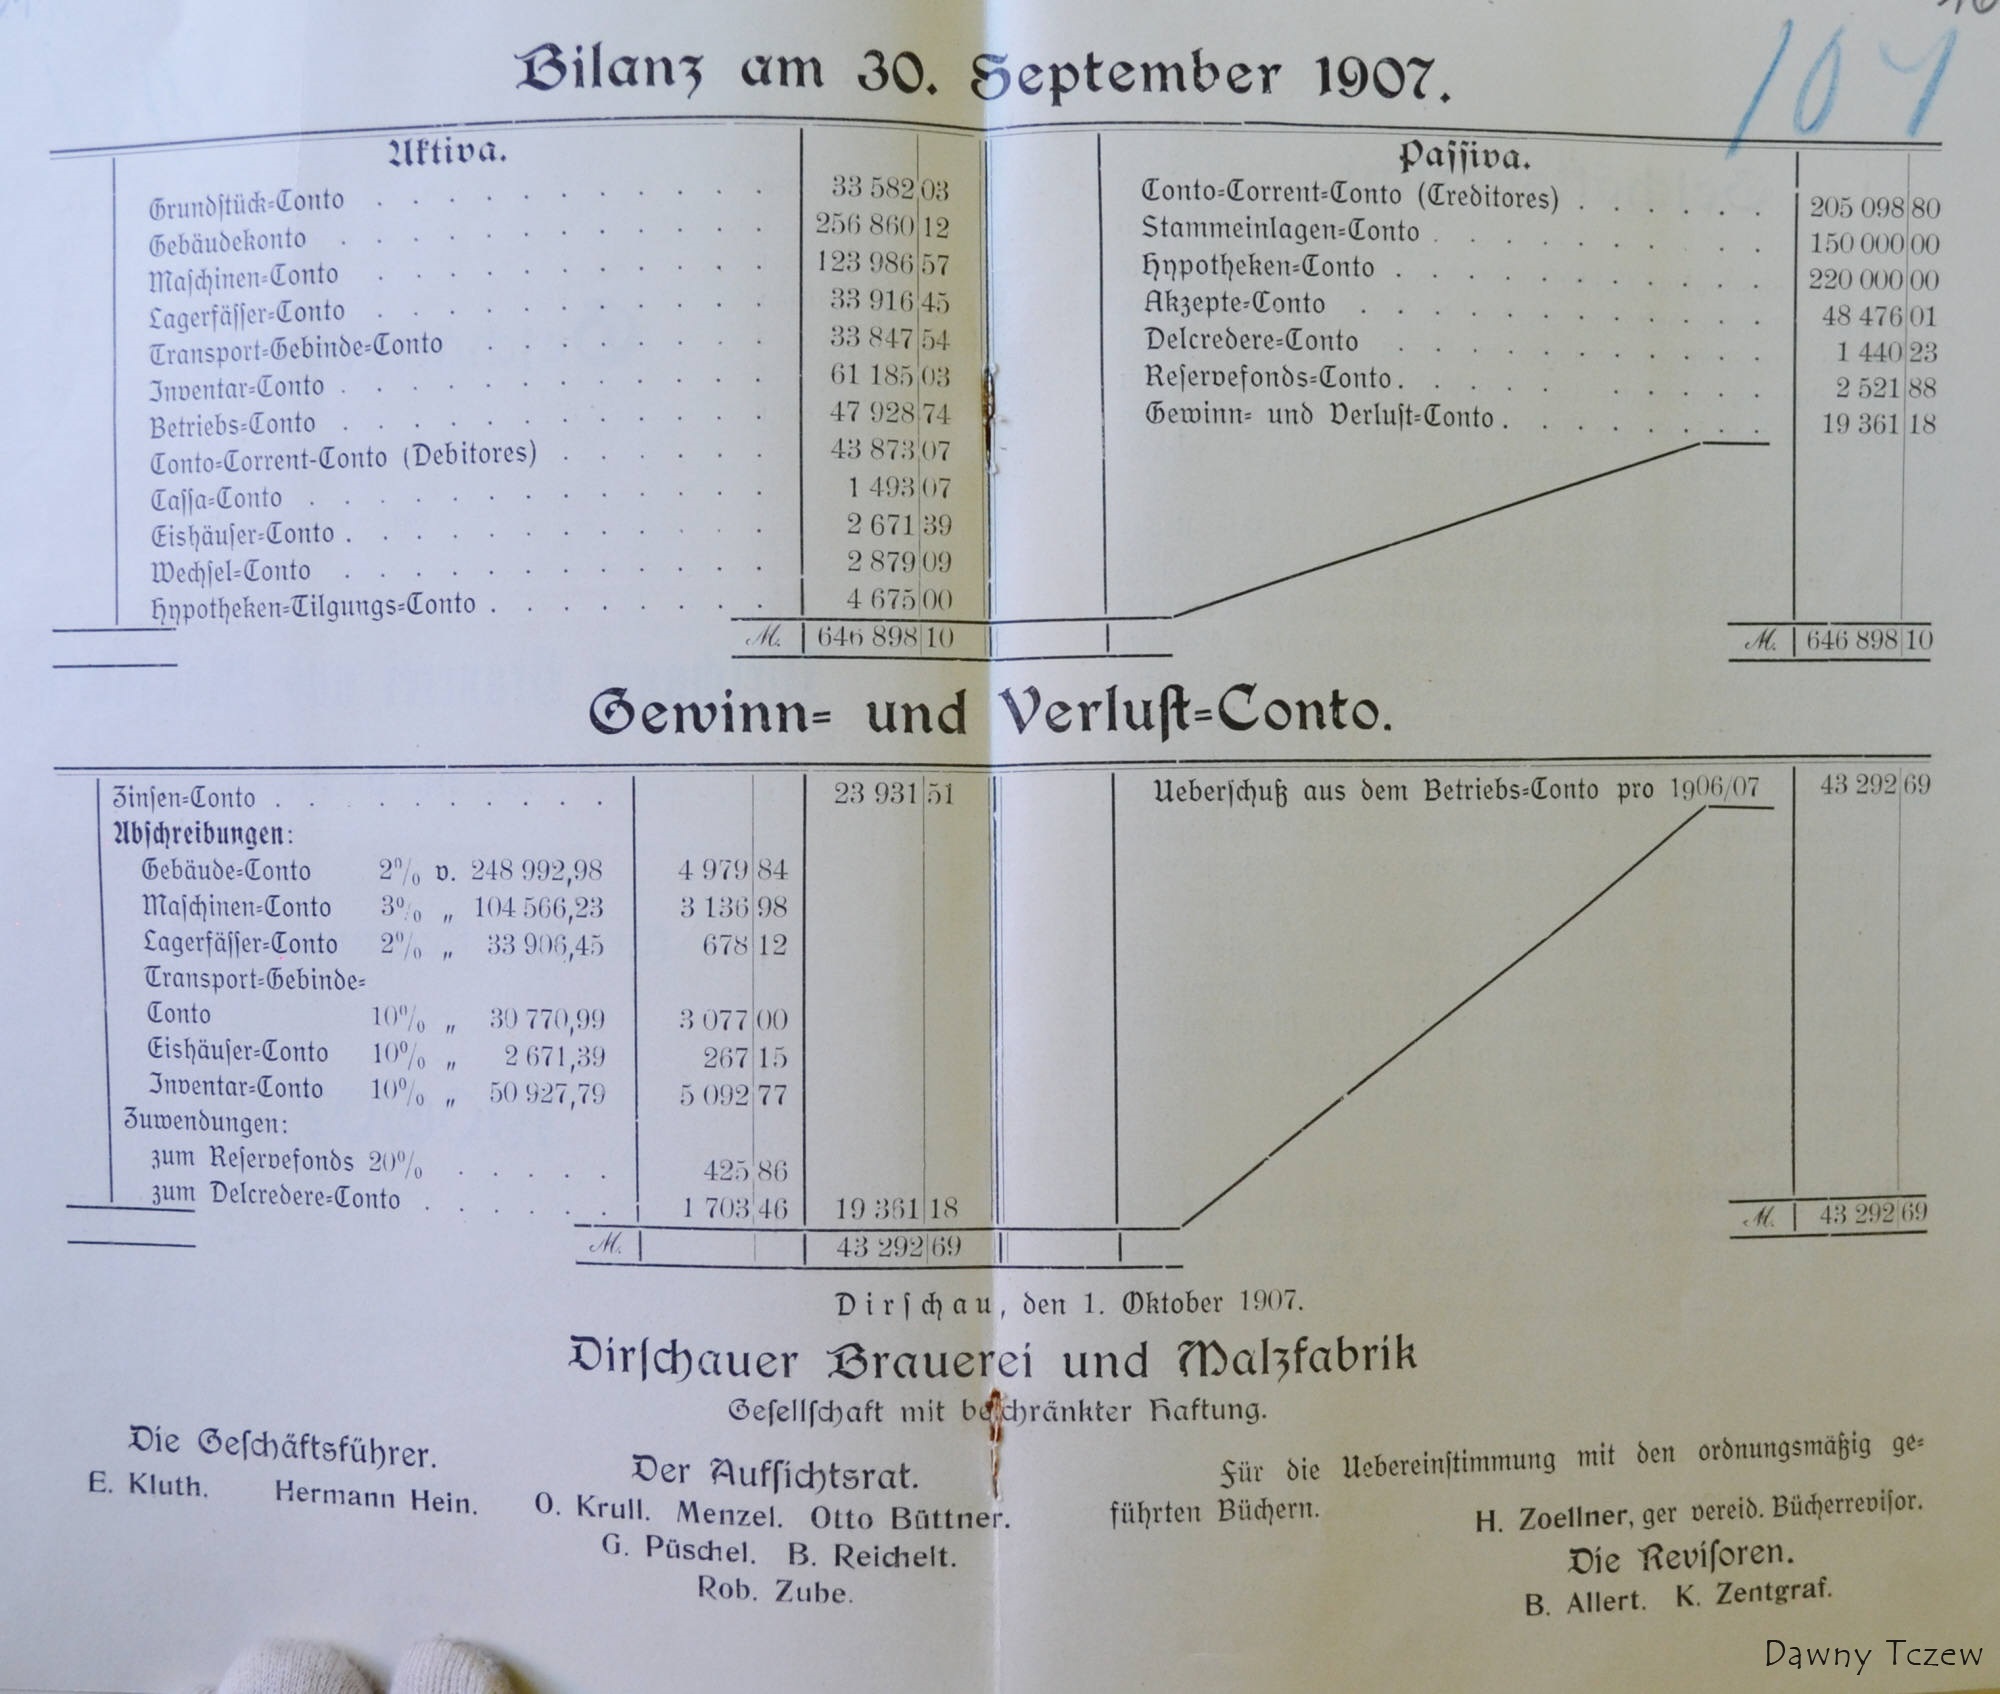 107
Bilanz am 30. September 1907.
Aktiva.
Grundstück=Conto . . . . . . . . . . . 33 582 03
Gebäudekonto . . . . . . . . . . . . 256 860 12
Maschinen=Conto . . . . . . . . . . . 123 986 57
Lagerfässer=Conto . . . . . . . . . . . 33 916 45
Transport=Gebinde=Conto . . . . . . . . 33 847 54
Inventar=Conto . . . . . . . . . . . . 61 185 03
Betriebs=Conto . . . . . . . . . . . . 47 928 74
Conto=Corrent-Conto (Debitores) . . . . . . 43 873 07
Cassa=Conto . . . . . . . . . . . . . 1 493 07
Eishäuser=Conto . . . . . . . . . . . . 2 671 39
Wechsel=Conto . . . . . . . . . . . . 2 879 09
Hypotheken=Tilgungs=Conto . . . . . . . . 4 675 00
M. 646 898 10
Passiva.
Conto=Corrent=Conto (Creditores) . . . . . . 205 098 80
Stammeinlagen=Conto . . . . . . . . . 150 000 00
Hypotheken=Conto . . . . . . . . . . 220 000 00
Akzepte=Conto . . . . . . . . . . . . 48 476 01
Delcredere=Conto . . . . . . . . . . . 1 440 23
Reservefonds=Conto . . . . . . . . . . 2 521 88
Gewinn= und Verlust=Conto . . . . . . . . 19 361 18
M. 646 898 10
Gewinn= und Verlust=Conto.
Zinsen=Conto . . . . . . . . . . 23 931 51
Abschreibungen:
Gebäude=Conto 2% v. 248 992,98 4 979 84
Maschinen=Conto 3% „ 104 566,23 3 136 98
Lagerfässer=Conto 2% „ 33 906,45 678 12
Transport=Gebinde=
Conto 10% „ 30 770,99 3 077 00
Eishäuser=Conto 10% „ 2 671,39 267 15
Inventar=Conto 10% „ 50 927,79 5 092 77
Zuwendungen:
zum Reservefonds 20% . . . . . 425 86
zum Delcredere=Conto . . . . . . 1 703 46 19 361 18
M. 43 292 69
Ueberschuß aus dem Betriebs=Conto pro 1906/07 43 292 69
M. 43 292 69
Dirschau, den 1. Oktober 1907.
Dirschauer Brauerei und Malzfabrik
Gesellschaft mit beschränkter Haftung.
Die Geschäftsführer.
E. Kluth. Hermann Hein.
Der Aufsichtsrat.
O. Krull. Menzel. Otto Büttner.
G. Püschel. B. Reichelt.
Rob. Zube.
Für die Uebereinstimmung mit den ordnungsmäßig ge=
führten Büchern.
H. Zoellner, ger vereid. Bücherrevisor.
Die Revisoren.
B. Allert. K. Zentgraf.
Dawny Tczew